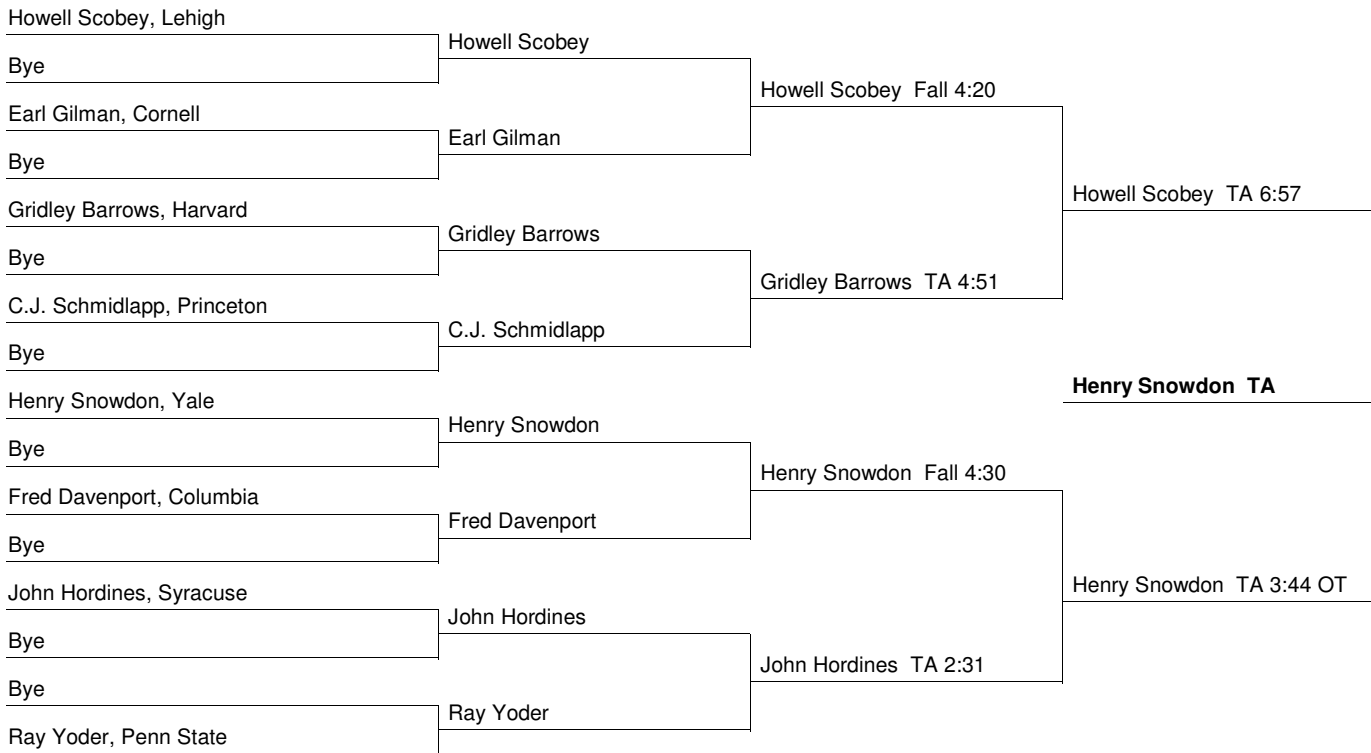 Howell Scobey, Lehigh
Bye
Earl Gilman, Cornell
Bye
Gridley Barrows, Harvard
Bye
C.J. Schmidlapp, Princeton
Bye
Henry Snowdon, Yale
Bye
Fred Davenport, Columbia
Bye
John Hordines, Syracuse
Bye
Bye
Ray Yoder, Penn State
Howell Scobey
Earl Gilman
Gridley Barrows
C.J. Schmidlapp
Henry Snowdon
Fred Davenport
John Hordines
Ray Yoder
Howell Scobey Fall 4:20
Gridley Barrows TA 4:51
Henry Snowdon Fall 4:30
John Hordines TA 2:31
Howell Scobey TA 6:57
Henry Snowdon TA
Henry Snowdon TA 3:44 OT